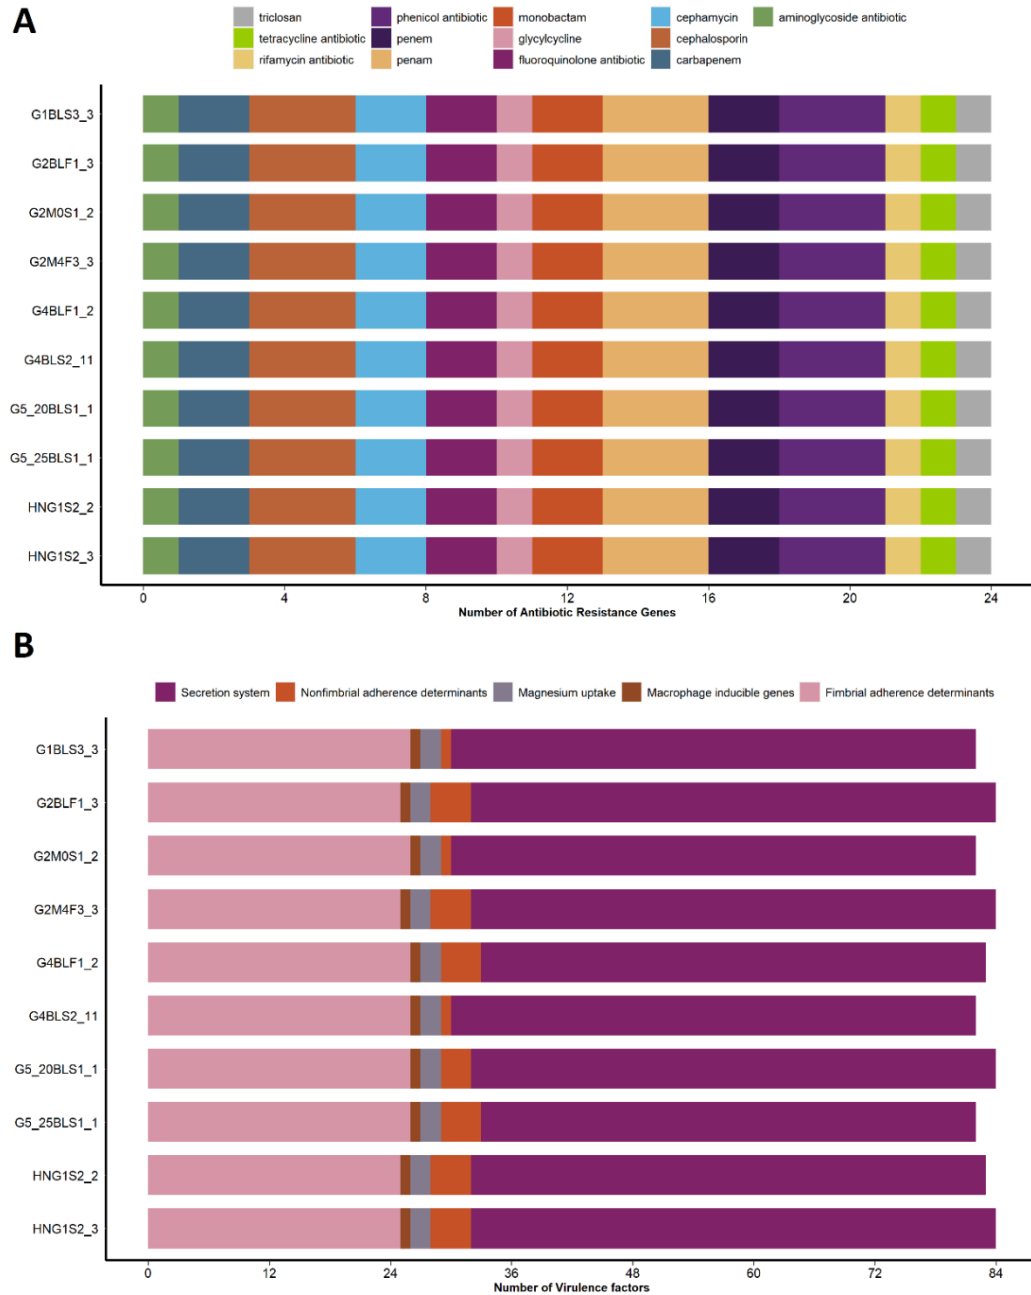 A
triclosan phenicol antibiotic monobactam cephamycin aminoglycoside antibiotic
tetracycline antibiotic penem glycylcycline cephalosporin
rifamycin antibiotic penam fluoroquinolone antibiotic carbapenem
G1BLS3_3
G2BLF1_3
G2M0S1_2
G2M4F3_3
G4BLF1_2
G4BLS2_11
G5_20BLS1_1
G5_25BLS1_1
HNG1S2_2
HNG1S2_3
0 4 8 12 16 20 24
Number of Antibiotic Resistance Genes
B
Secretion system Nonfimbrial adherence determinants Magnesium uptake Macrophage inducible genes Fimbrial adherence determinants
G1BLS3_3
G2BLF1_3
G2M0S1_2
G2M4F3_3
G4BLF1_2
G4BLS2_11
G5_20BLS1_1
G5_25BLS1_1
HNG1S2_2
HNG1S2_3
0 12 24 36 48 60 72 84
Number of Virulence factors